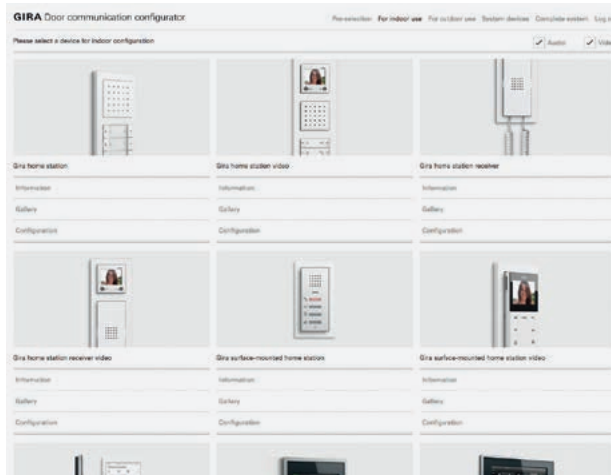 GIRA Door communication configurator
Pre-selection For indoor use For outdoor use System devices Complete system
Please select a device for indoor configuration
Audio
Gira home station Gira home station video Gira home station receiver
Information Information Information
Gallery Gallery Gallery
Configuration Configuration Configuration
Gira home station receiver video Gira surface-mounted home station Gira surface-mounted home station video
Information Information Information
Gallery Gallery Gallery
Configuration Configuration Configuration